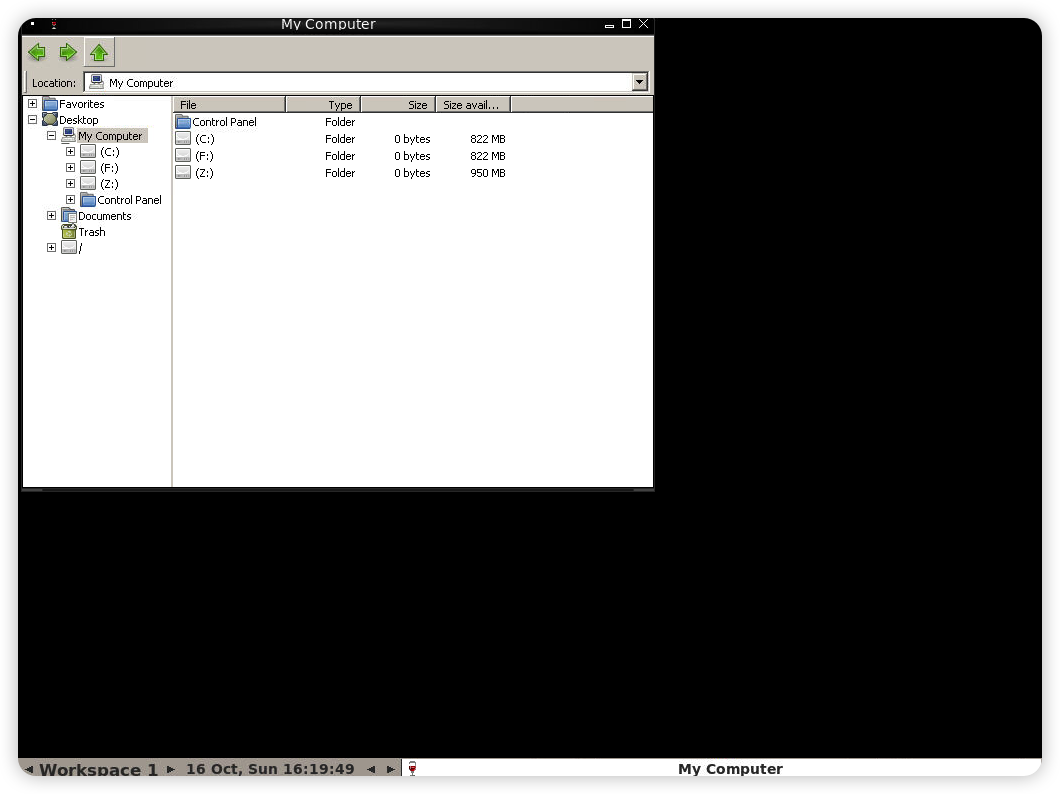 My Computer
Location: My Computer
Favorites
Desktop
My Computer
(C:)
(F:)
(Z:)
Control Panel
Documents
Trash
/
File Type Size Size avail...
Control Panel Folder
(C:) Folder 0 bytes 822 MB
(F:) Folder 0 bytes 822 MB
(Z:) Folder 0 bytes 950 MB
Workspace 1 16 Oct, Sun 16:19:49 My Computer